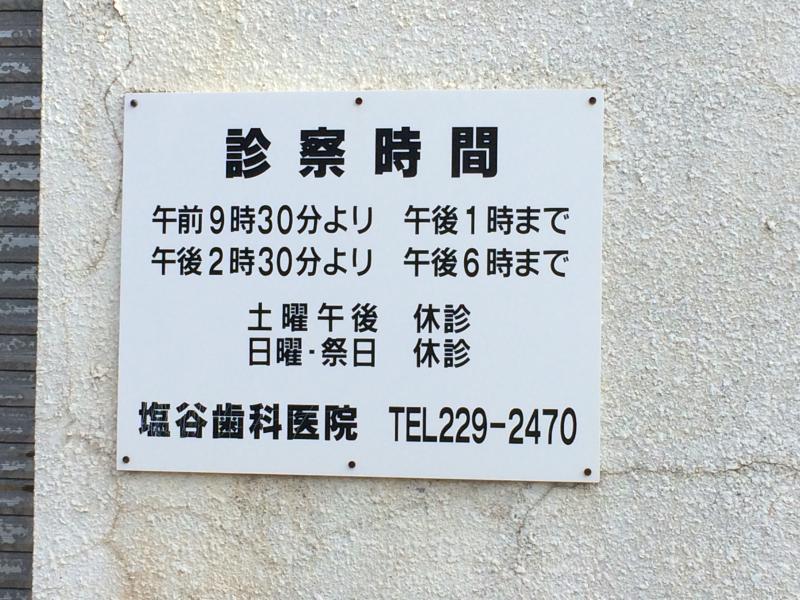 診察時間
午前9時30分より 午後1時まで
午後2時30分より 午後6時まで
土曜午後 休診
日曜・祭日 休診
塩谷歯科医院 TEL229-2470